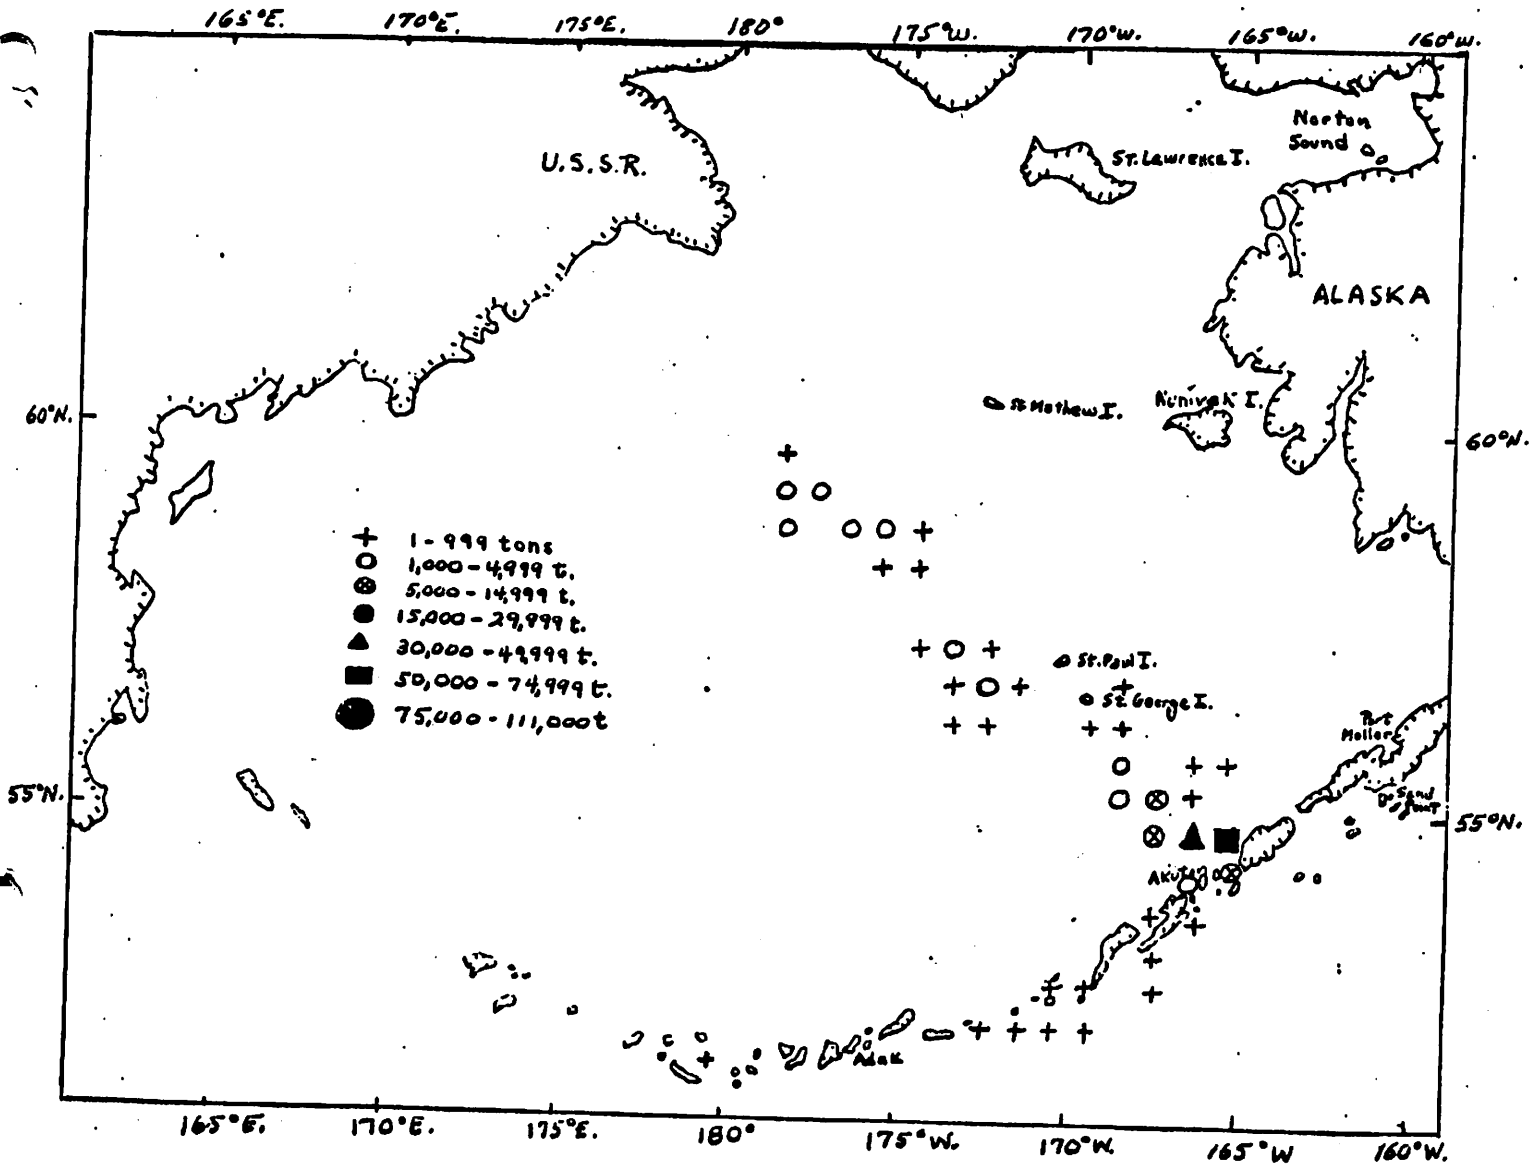 165°E. 170°E. 175°E. 180° 175°W. 170°W. 165°W. 160°W.
Norton
Sound
U.S.S.R.
St. Lawrence I.
ALASKA
60°N.
St Mathew I.
Nunivak I.
60°N.
+ 1 - 999 tons
1,000 - 4,999 t.
5,000 - 14,999 t.
15,000 - 29,999 t.
30,000 - 49,999 t.
50,000 - 74,999 t.
75,000 - 111,000 t
St. Paul I.
St. George I.
Port
Moller
55°N.
Sand
Point
55°N.
Akutan
Adak
165°E. 170°E. 175°E. 180° 175°W. 170°W. 165°W 160°W.